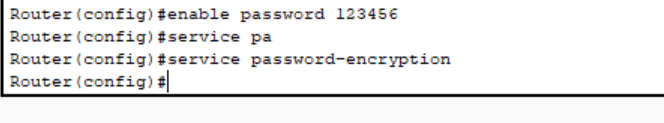 Router(config)#enable password 123456
Router(config)#service pa
Router(config)#service password-encryption
Router(config)#